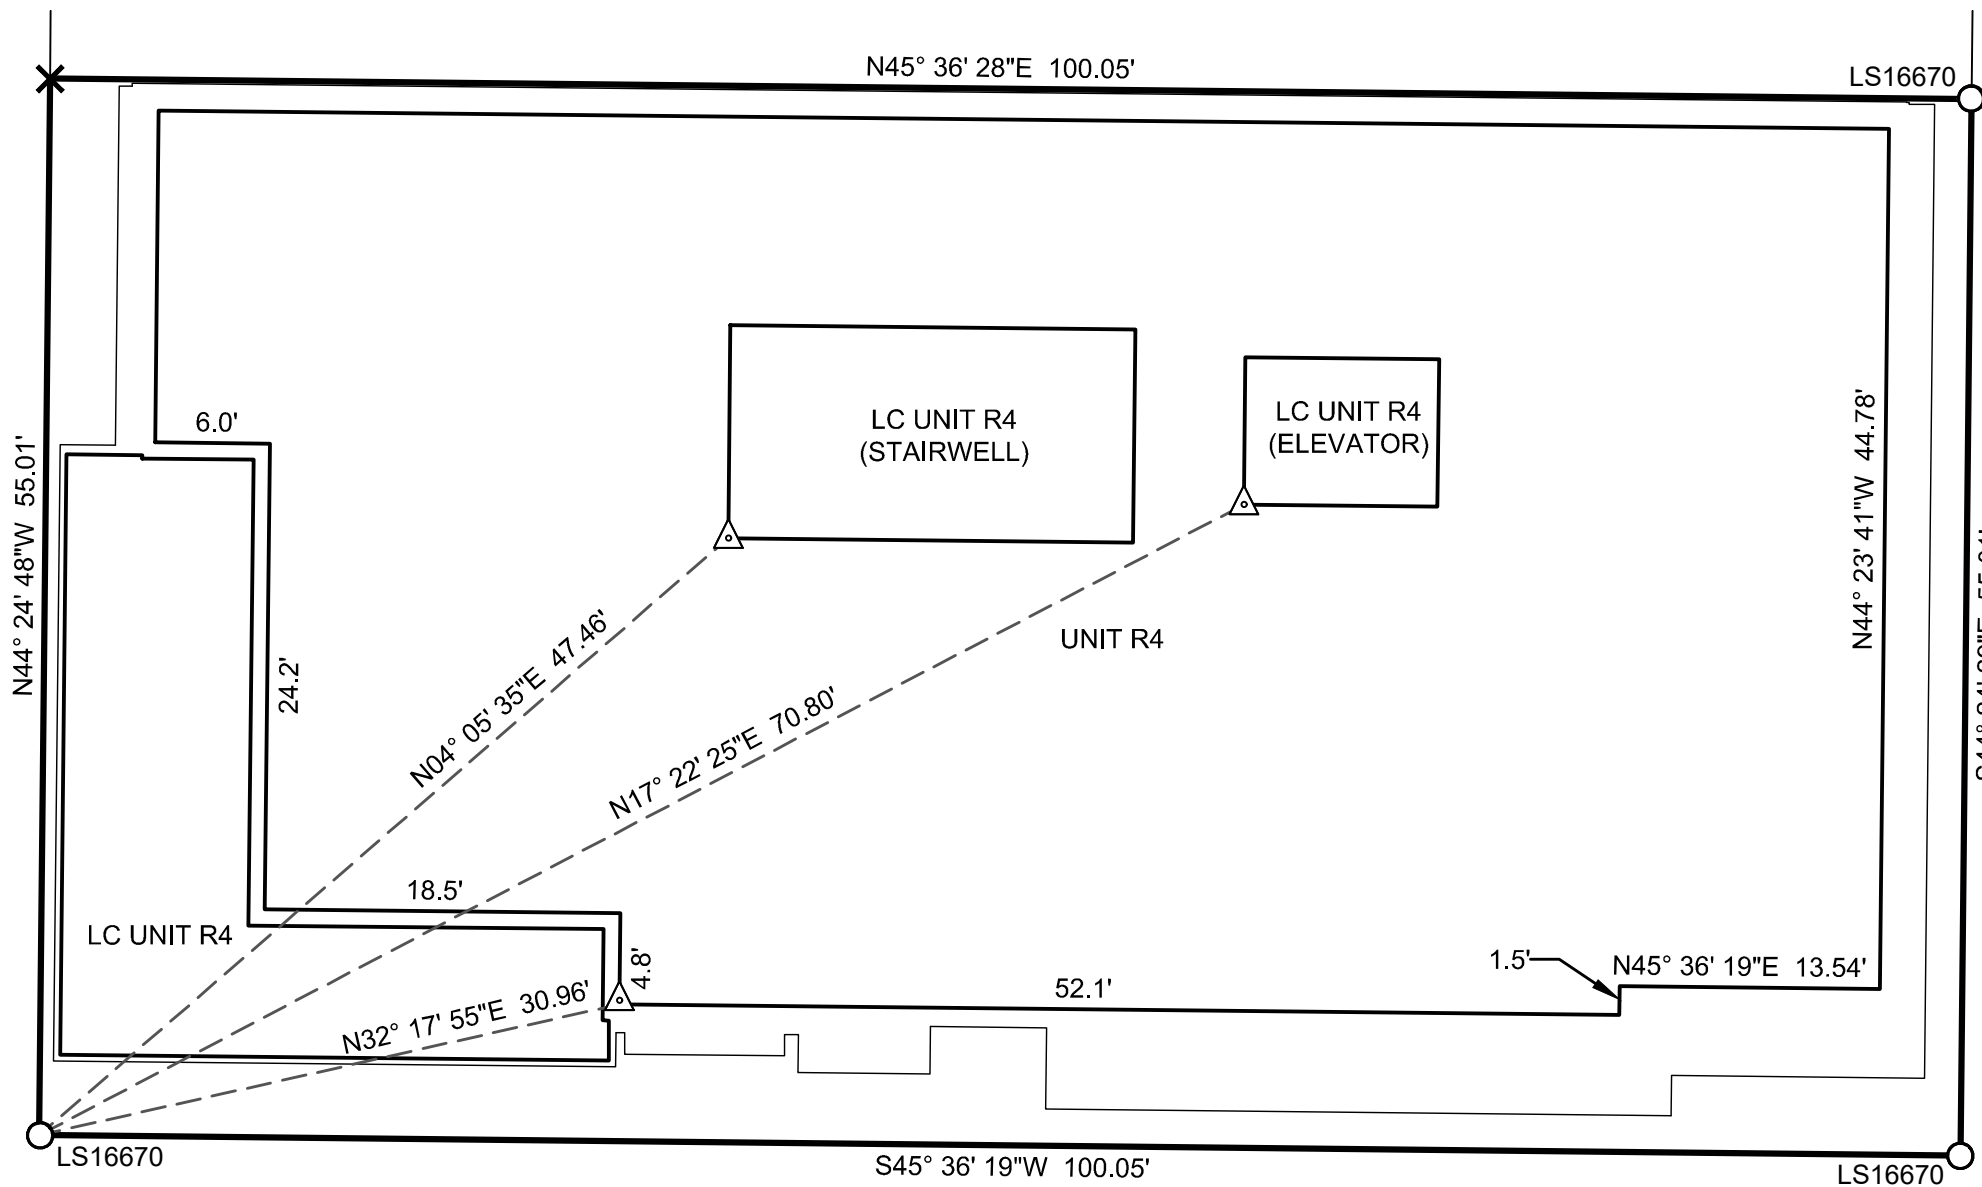 N45° 36' 28"E 100.05'
LS16670
6.0'
LC UNIT R4
(STAIRWELL)
LC UNIT R4
(ELEVATOR)
N44° 24' 48"W 55.01'
N44° 23' 41"W 44.78'
24.2'
N04° 05' 35"E 47.46'
UNIT R4
N17° 22' 25"E 70.80'
18.5'
LC UNIT R4
4.8'
1.5'
N45° 36' 19"E 13.54'
52.1'
N32° 17' 55"E 30.96'
LS16670
S45° 36' 19"W 100.05'
LS16670